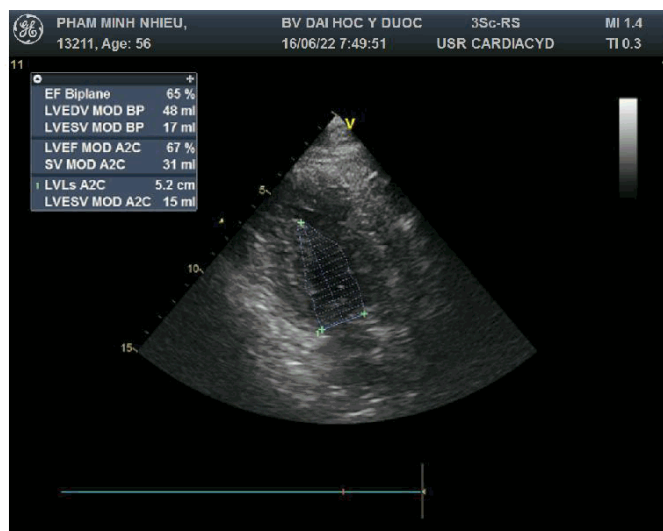 PHAM MINH NHIEU, BV DAI HOC Y DUOC 3Sc-RS MI 1.4
13211, Age: 56 16/06/22 7:49:51 USR CARDIACYD TI 0.3
11
EF Biplane 65 %
LVEDV MOD BP 48 ml
LVESV MOD BP 17 ml
LVEF MOD A2C 67 %
SV MOD A2C 31 ml
1 LVLs A2C 5.2 cm
LVESV MOD A2C 15 ml
V
5
10
15